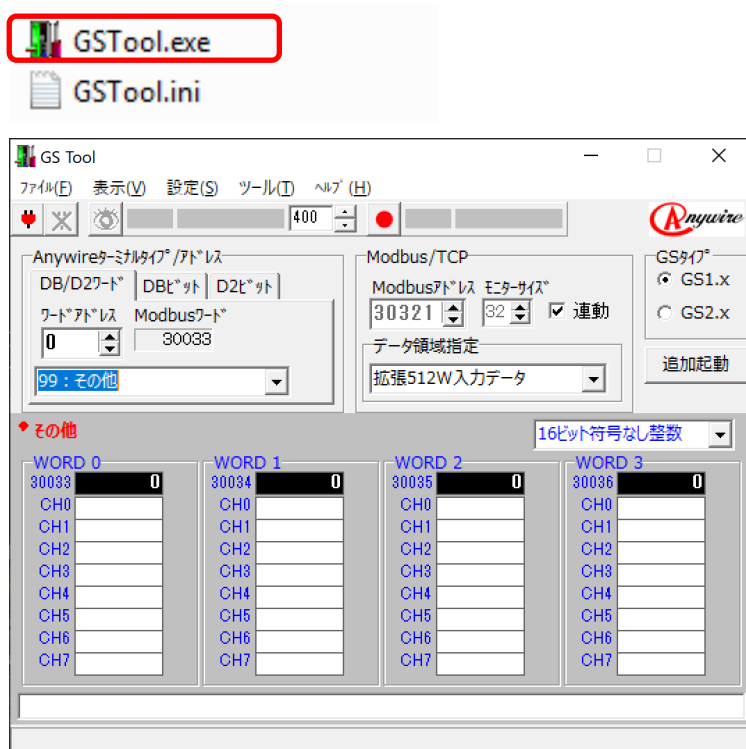 GSTool.exe
GSTool.ini
GS Tool
ﾌｧｲﾙ(F) 表示(V) 設定(S) ツｰﾙ(T) ﾍﾙﾌﾟ(H)
400
Anywire
Anywireﾀｰﾐﾅﾙﾀｲﾌﾟ/ｱﾄﾞﾚｽ
DB/D2ﾜｰﾄﾞ DBﾋﾞｯﾄ D2ﾋﾞｯﾄ
ﾜｰﾄﾞｱﾄﾞﾚｽ Modbusﾜｰﾄﾞ
0 30033
99：その他
Modbus/TCP
Modbusｱﾄﾞﾚｽ ﾓﾆﾀｰｻｲｽﾞ
30321 32 連動
データ領域指定
拡張512W入力データ
GSﾀｲﾌﾟ
GS1.x
GS2.x
追加起動
その他
16ビット符号なし整数
WORD 0 WORD 1 WORD 2 WORD 3
30033 0 30034 0 30035 0 30036 0
CH0 CH0 CH0 CH0
CH1 CH1 CH1 CH1
CH2 CH2 CH2 CH2
CH3 CH3 CH3 CH3
CH4 CH4 CH4 CH4
CH5 CH5 CH5 CH5
CH6 CH6 CH6 CH6
CH7 CH7 CH7 CH7